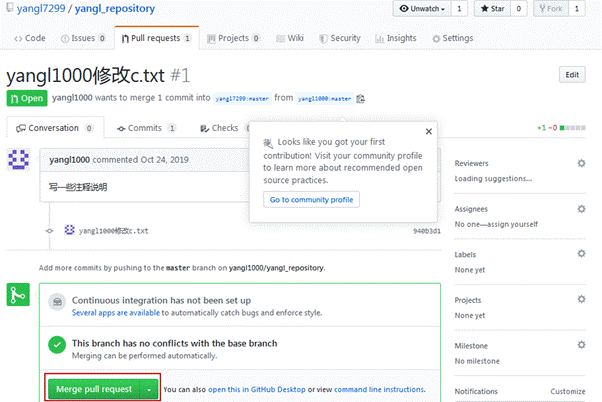 yangl7299 / yangl_repository
Unwatch 1 Star 0 Fork 1
Code Issues 0 Pull requests 1 Projects 0 Wiki Security Insights Settings
yangl1000修改c.txt #1
Edit
Open yangl1000 wants to merge 1 commit into yangl7299:master from yangl1000:master
Conversation 0 Commits 1 Checks
+1 −0
Looks like you got your first
contribution! Visit your community profile
to learn more about recommended open
source practices.
Go to community profile
yangl1000 commented Oct 24, 2019
写一些注释说明
yangl1000修改c.txt 940b3d1
Add more commits by pushing to the master branch on yangl1000/yangl_repository.
Continuous integration has not been set up
Several apps are available to automatically catch bugs and enforce style.
This branch has no conflicts with the base branch
Merging can be performed automatically.
Merge pull request
You can also open this in GitHub Desktop or view command line instructions.
Reviewers
Loading suggestions...
Assignees
No one—assign yourself
Labels
None yet
Projects
None yet
Milestone
No milestone
Notifications Customize